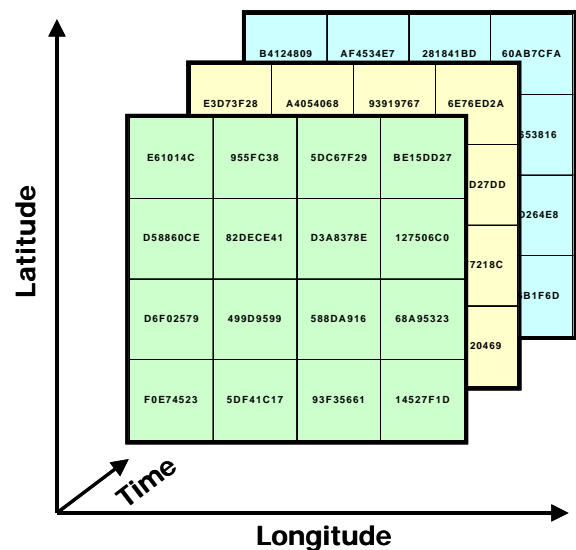 B4124809 AF4534E7 281841BD 60AB7CFA
E3D73F28 A4054068 93919767 6E76ED2A
653816
E61014C 955FC38 5DC67F29 BE15DD27
D27DD
D264E8
D58860CE 82DECE41 D3A8378E 127506C0
7218C
B1F6D
D6F02579 499D9599 588DA916 68A95323
20469
F0E74523 5DF41C17 93F35661 14527F1D
Latitude
Time
Longitude